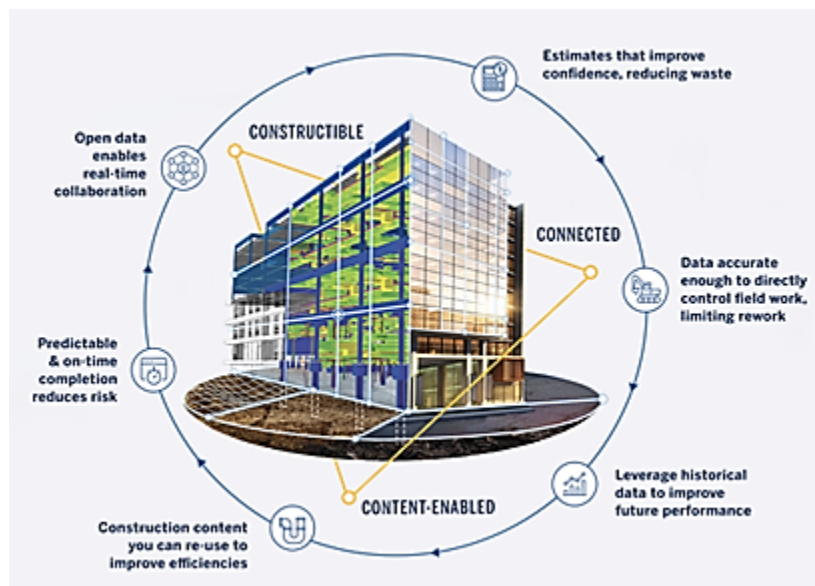 Estimates that improve
confidence, reducing waste
CONSTRUCTIBLE
Open data
enables
real-time
collaboration
CONNECTED
Data accurate
enough to directly
control field work,
limiting rework
Predictable
& on-time
completion
reduces risk
Leverage historical
data to improve
future performance
CONTENT-ENABLED
Construction content
you can re-use to
improve efficiencies